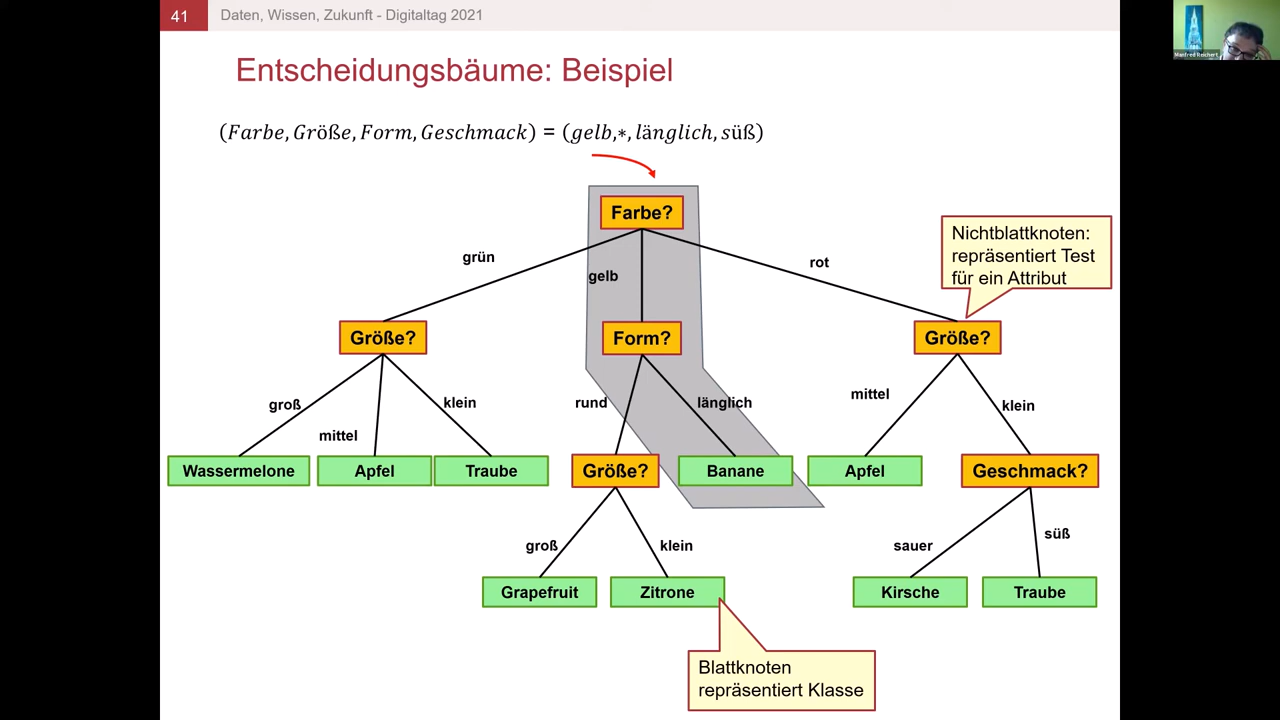 41
Daten, Wissen, Zukunft - Digitaltag 2021
Manfred Reichert
Entscheidungsbäume: Beispiel
(Farbe, Größe, Form, Geschmack) = (gelb,*, länglich, süß)
Farbe?
Nichtblattknoten:
repräsentiert Test
für ein Attribut
grün
gelb
rot
Größe?
Form?
Größe?
groß
mittel
klein
rund
länglich
mittel
klein
Wassermelone
Apfel
Traube
Größe?
Banane
Apfel
Geschmack?
groß
klein
sauer
süß
Grapefruit
Zitrone
Kirsche
Traube
Blattknoten
repräsentiert Klasse